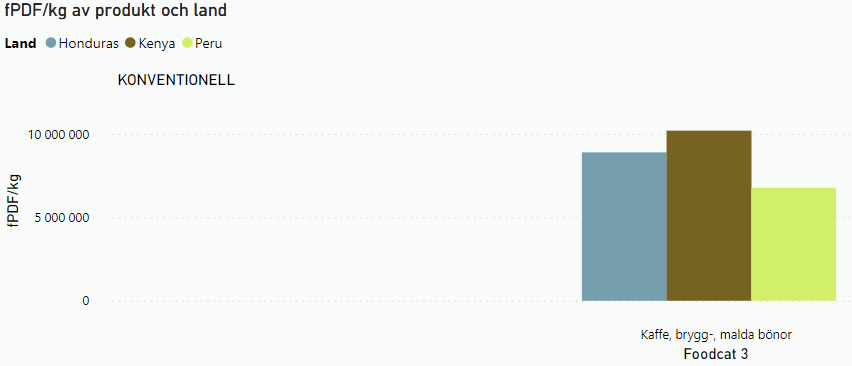 fPDF/kg av produkt och land
Land Honduras Kenya Peru
KONVENTIONELL
10 000 000
5 000 000
0
fPDF/kg
Kaffe, brygg-, malda bönor
Foodcat 3